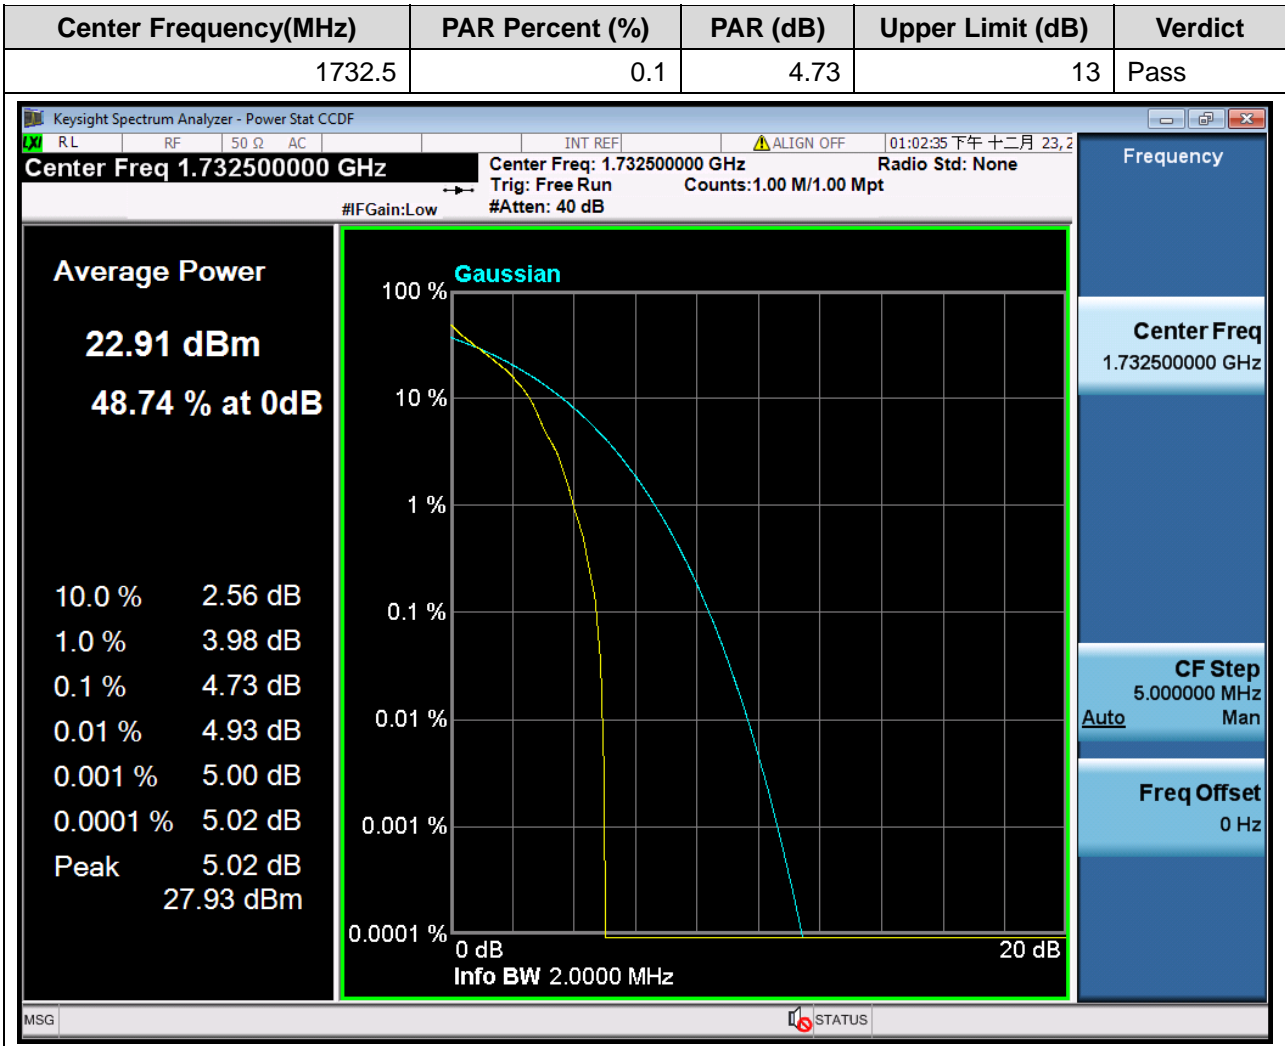 Center Frequency(MHz) PAR Percent (%) PAR (dB) Upper Limit (dB) Verdict
1732.5 0.1 4.73 13 Pass
Keysight Spectrum Analyzer - Power Stat CCDF
LXI RL RF 50 Ω AC INT REF ALIGN OFF 01:02:35 下午 十二月 23, 2
Center Freq 1.732500000 GHz
Center Freq: 1.732500000 GHz Radio Std: None
Trig: Free Run Counts:1.00 M/1.00 Mpt
#IFGain:Low #Atten: 40 dB
Average Power
22.91 dBm
48.74 % at 0dB
10.0 % 2.56 dB
1.0 % 3.98 dB
0.1 % 4.73 dB
0.01 % 4.93 dB
0.001 % 5.00 dB
0.0001 % 5.02 dB
Peak 5.02 dB
27.93 dBm
Gaussian
100 %
10 %
1 %
0.1 %
0.01 %
0.001 %
0.0001 %
0 dB 20 dB
Info BW 2.0000 MHz
Frequency
Center Freq
1.732500000 GHz
CF Step
5.000000 MHz
Auto Man
Freq Offset
0 Hz
MSG STATUS